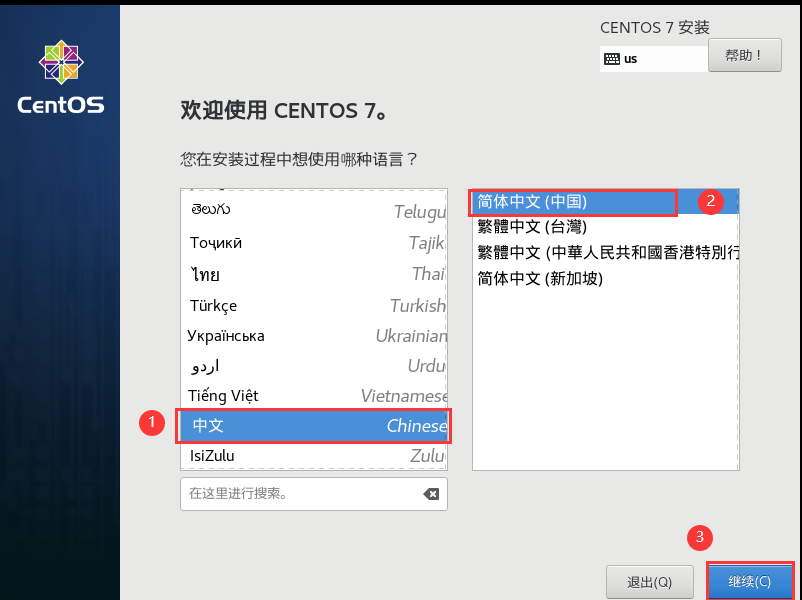 CENTOS 7 安装
us
帮助！
CentOS
欢迎使用 CENTOS 7。
您在安装过程中想使用哪种语言？
తెలుగు Telugu
Тоҷикӣ Tajik
ไทย Thai
Türkçe Turkish
Українська Ukrainian
اردو Urdu
Tiếng Việt Vietnamese
1 中文 Chinese
IsiZulu Zulu
在这里进行搜索。
简体中文 (中国) 2
繁體中文 (台灣)
繁體中文 (中華人民共和國香港特別行
简体中文 (新加坡)
3
退出(Q) 继续(C)